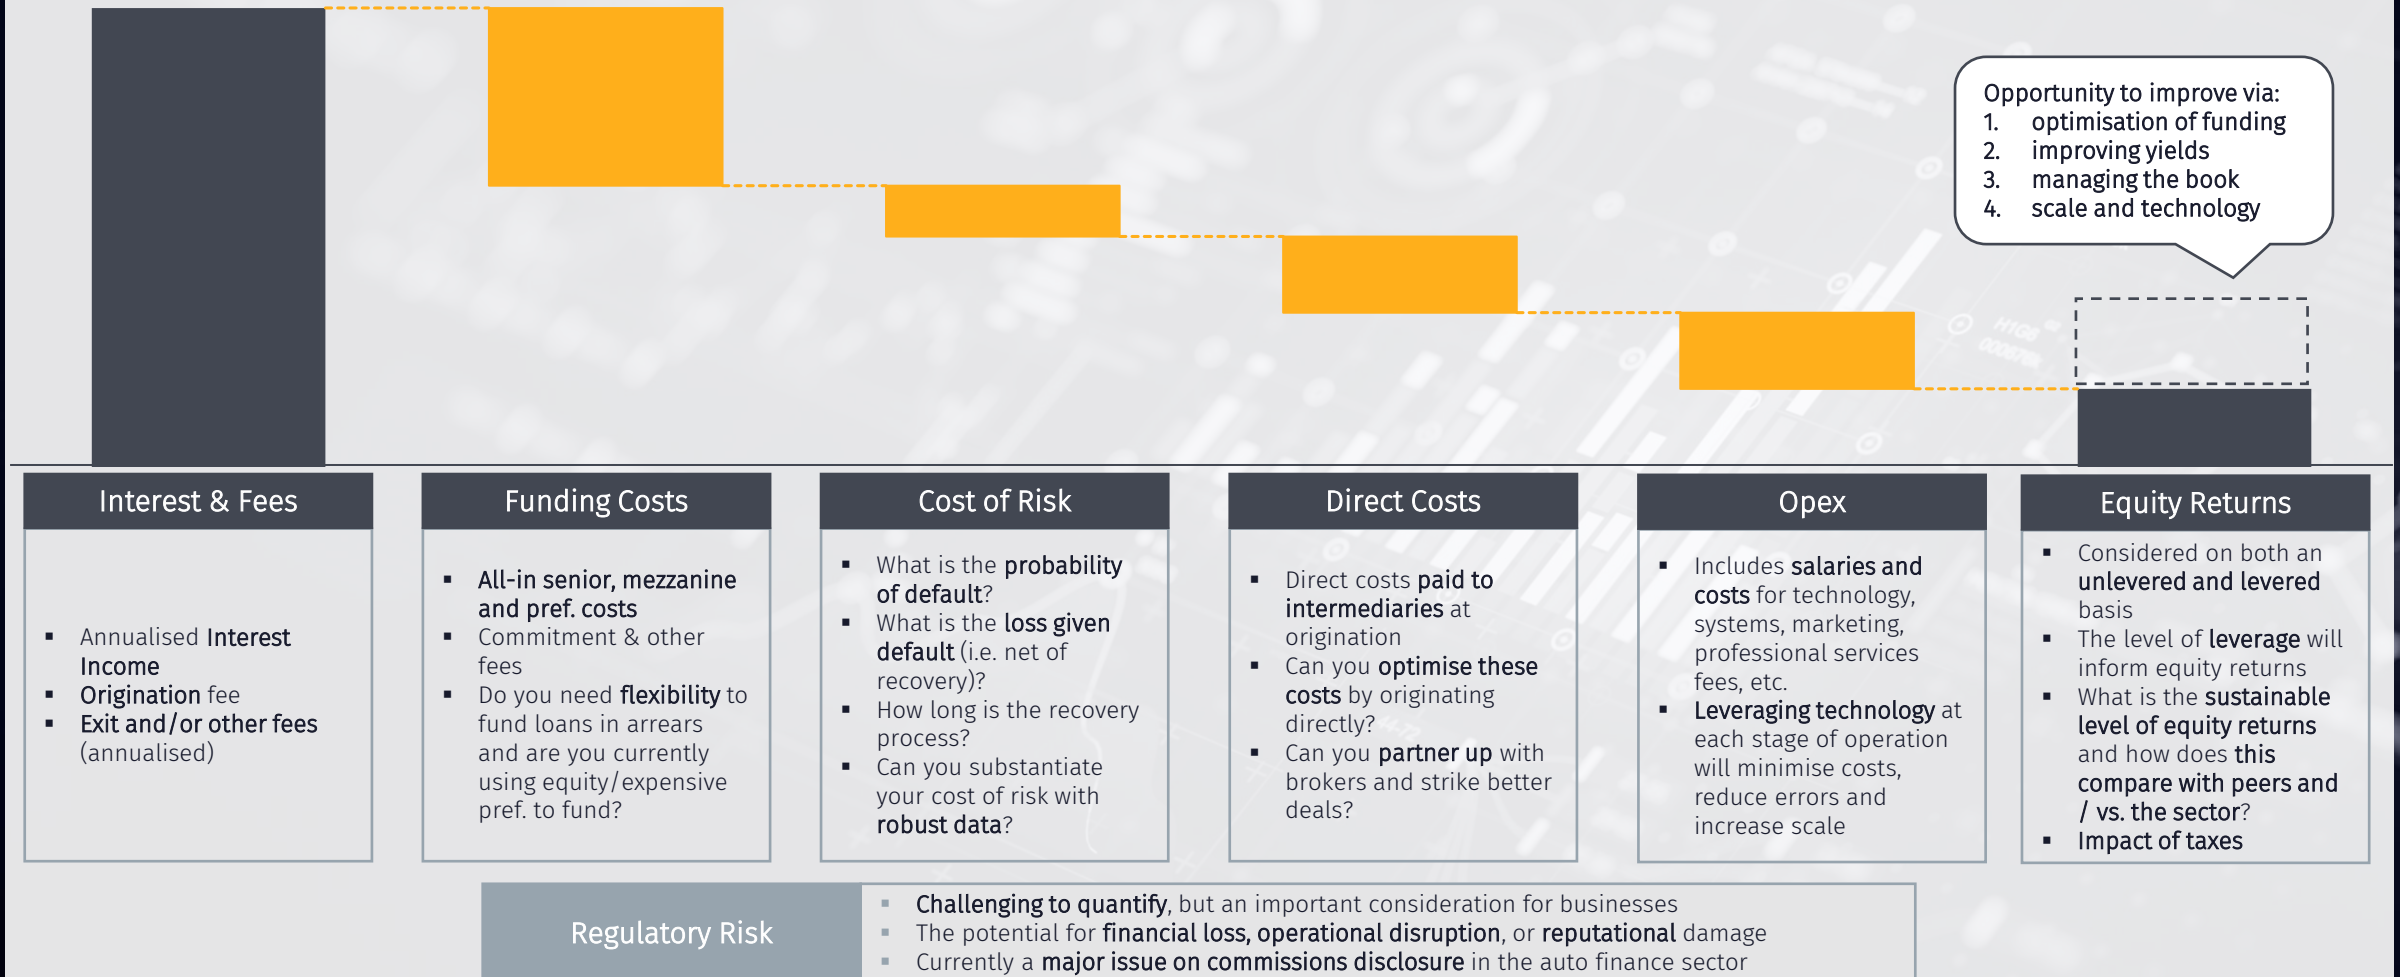 Opportunity to improve via:
1. optimisation of funding
2. improving yields
3. managing the book
4. scale and technology
H1G6
000676A
Interest & Fees
▪ Annualised Interest
Income
▪ Origination fee
▪ Exit and/or other fees
(annualised)
Funding Costs
▪ All-in senior, mezzanine
and pref. costs
▪ Commitment & other
fees
▪ Do you need flexibility to
fund loans in arrears
and are you currently
using equity/expensive
pref. to fund?
Cost of Risk
▪ What is the probability
of default?
▪ What is the loss given
default (i.e. net of
recovery)?
▪ How long is the recovery
process?
▪ Can you substantiate
your cost of risk with
robust data?
Direct Costs
▪ Direct costs paid to
intermediaries at
origination
▪ Can you optimise these
costs by originating
directly?
▪ Can you partner up with
brokers and strike better
deals?
Opex
▪ Includes salaries and
costs for technology,
systems, marketing,
professional services
fees, etc.
▪ Leveraging technology at
each stage of operation
will minimise costs,
reduce errors and
increase scale
Equity Returns
▪ Considered on both an
unlevered and levered
basis
▪ The level of leverage will
inform equity returns
▪ What is the sustainable
level of equity returns
and how does this
compare with peers and
/ vs. the sector?
▪ Impact of taxes
Regulatory Risk
▪ Challenging to quantify, but an important consideration for businesses
▪ The potential for financial loss, operational disruption, or reputational damage
▪ Currently a major issue on commissions disclosure in the auto finance sector